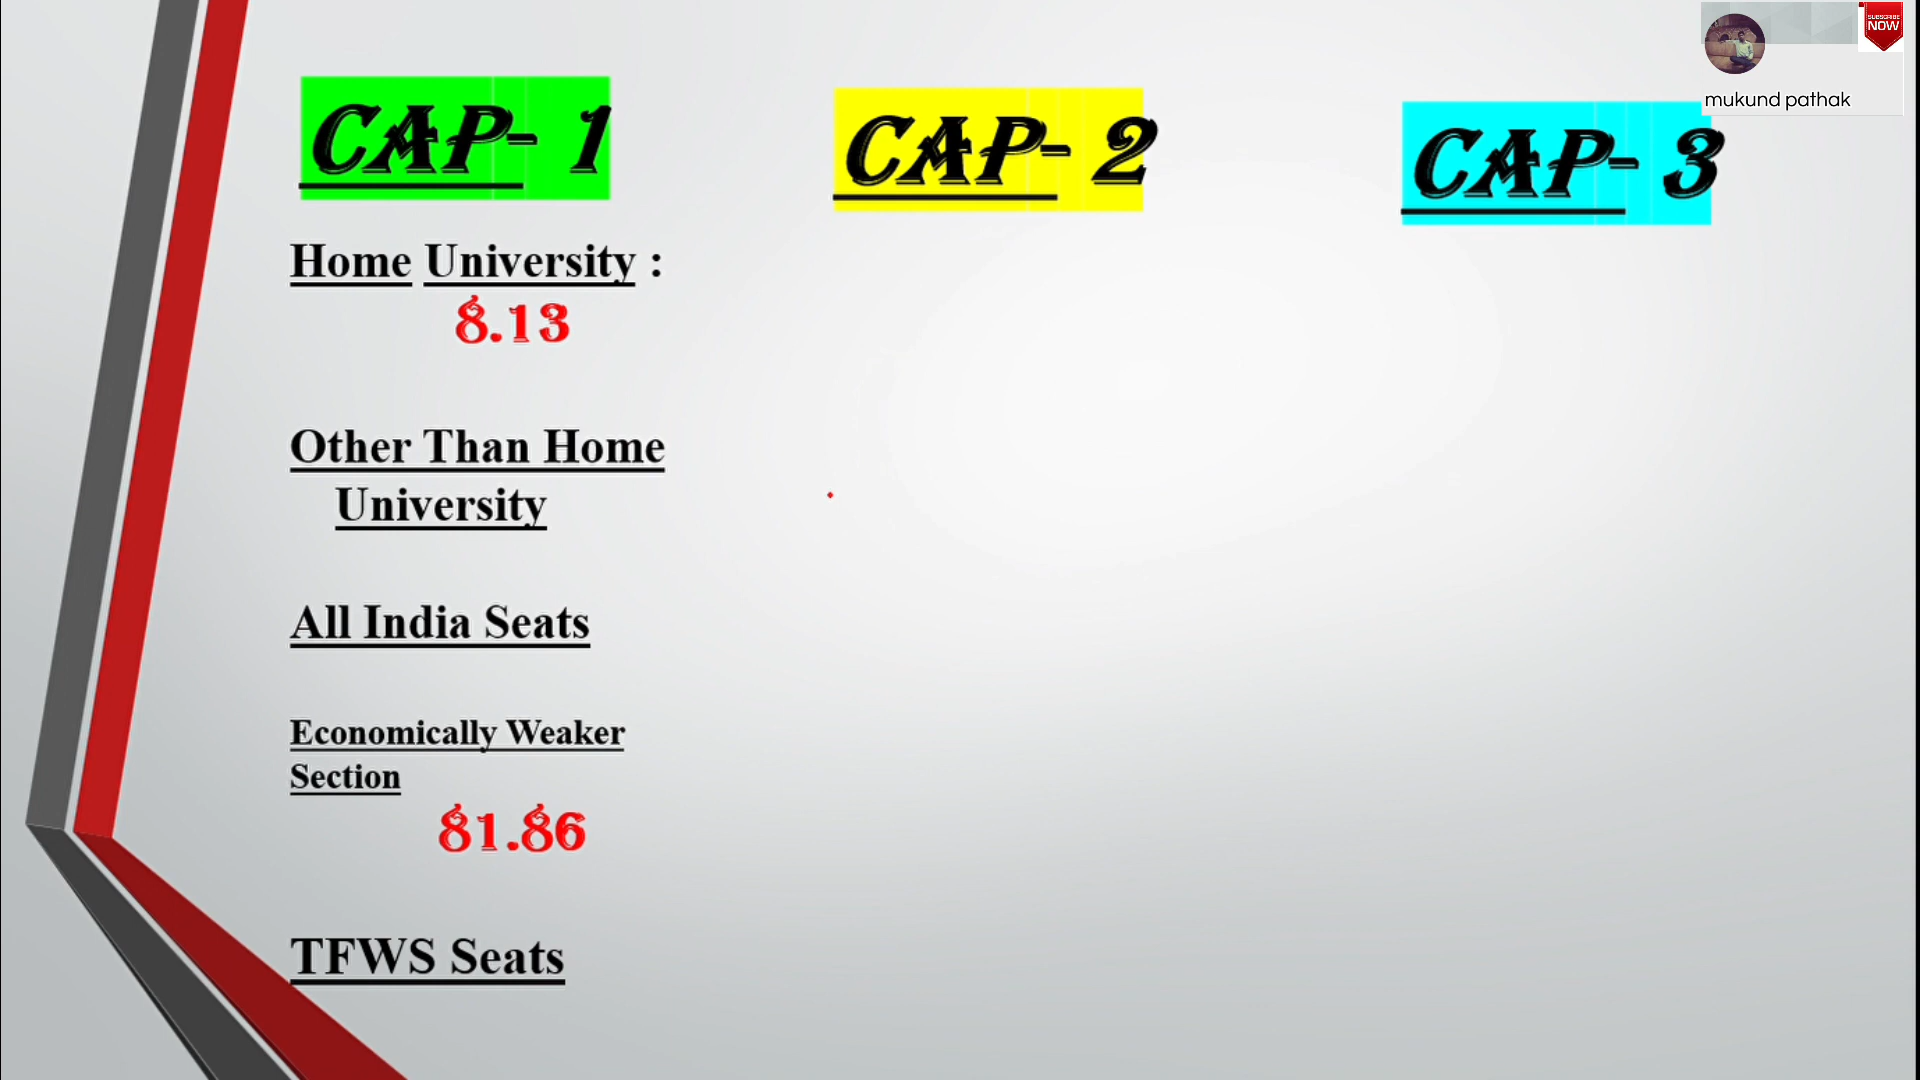 CAP- 1
CAP- 2
CAP- 3
SUBSCRIBE
NOW
mukund pathak
Home University :
8.13
Other Than Home
University
All India Seats
Economically Weaker
Section
81.86
TFWS Seats